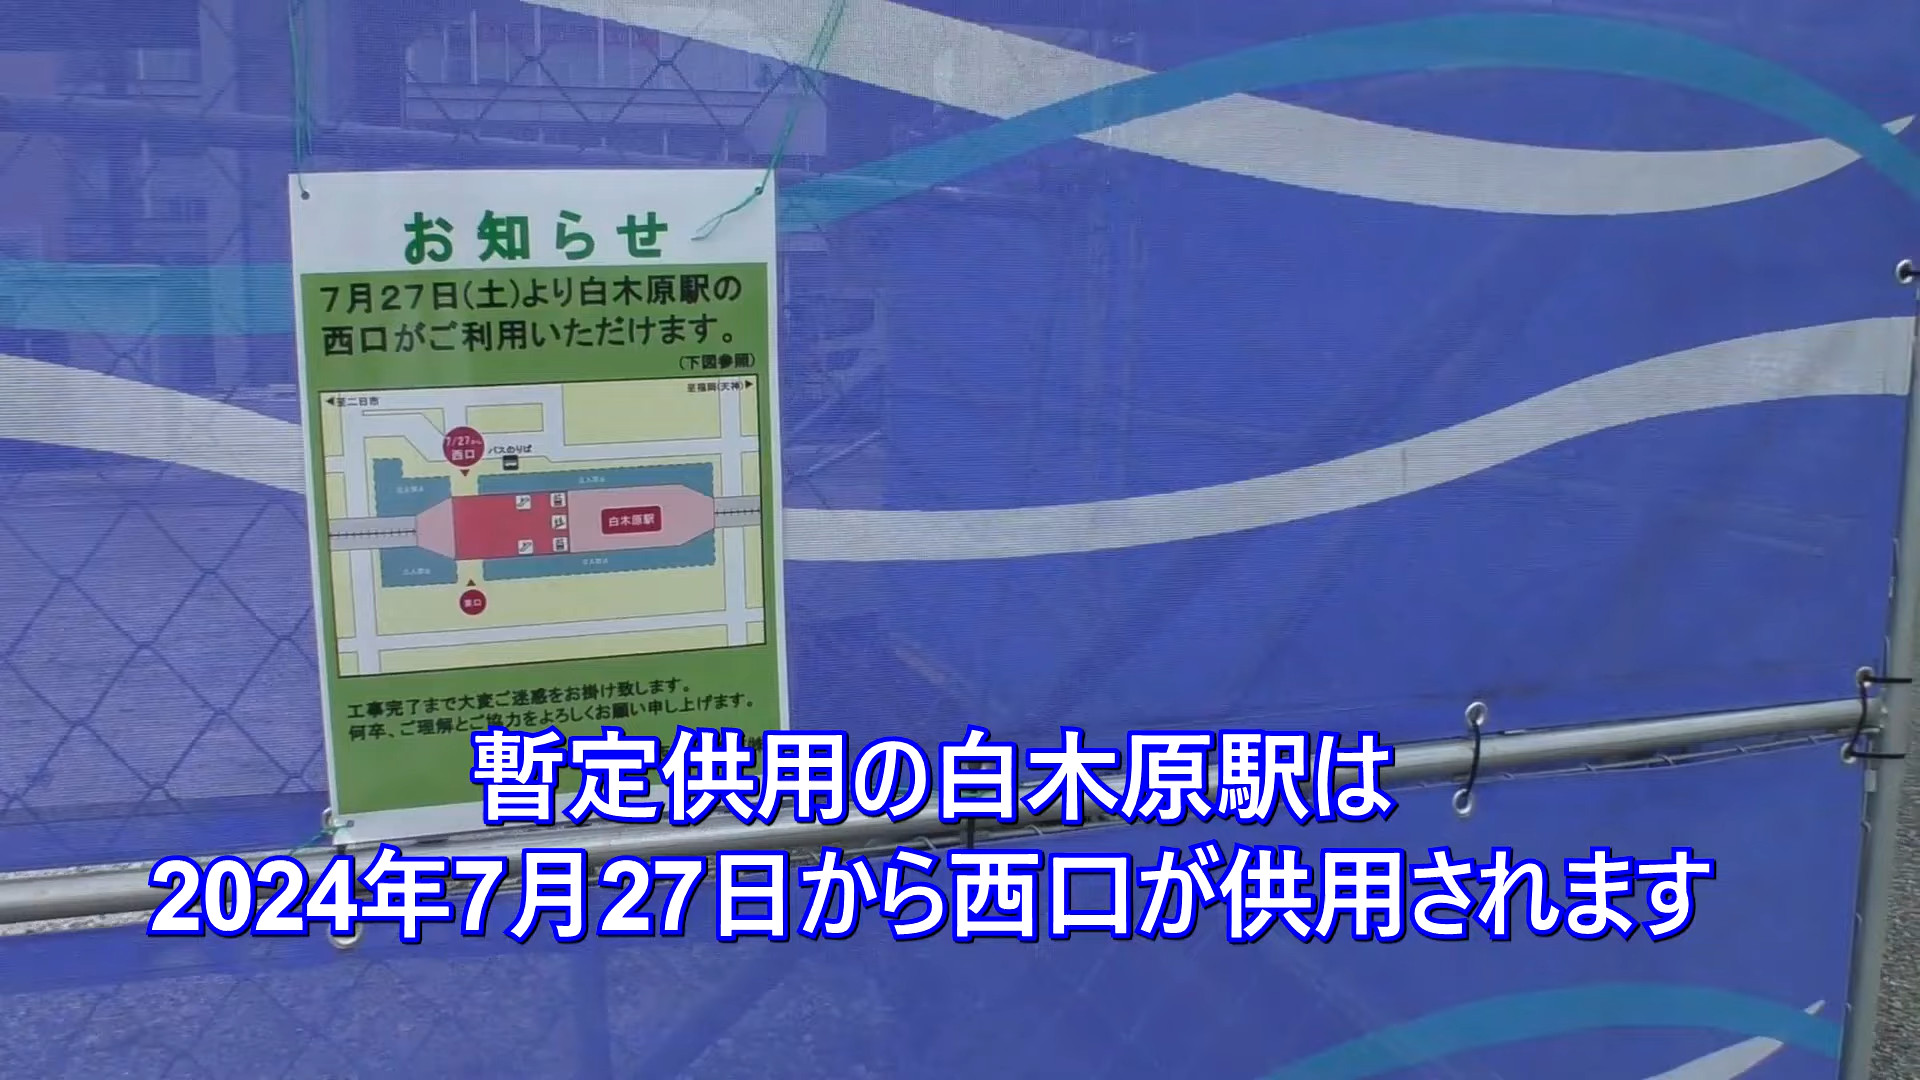 お知らせ
7月27日(土)より白木原駅の
西口がご利用いただけます。
(下図参照)
◀至二日市
至福岡(天神)▶
7/27から
西口
バスのりば
白木原駅
東口
工事完了まで大変ご迷惑をお掛け致します。
何卒、ご理解とご協力をよろしくお願い申し上げます。
暫定供用の白木原駅は
2024年7月27日から西口が供用されます